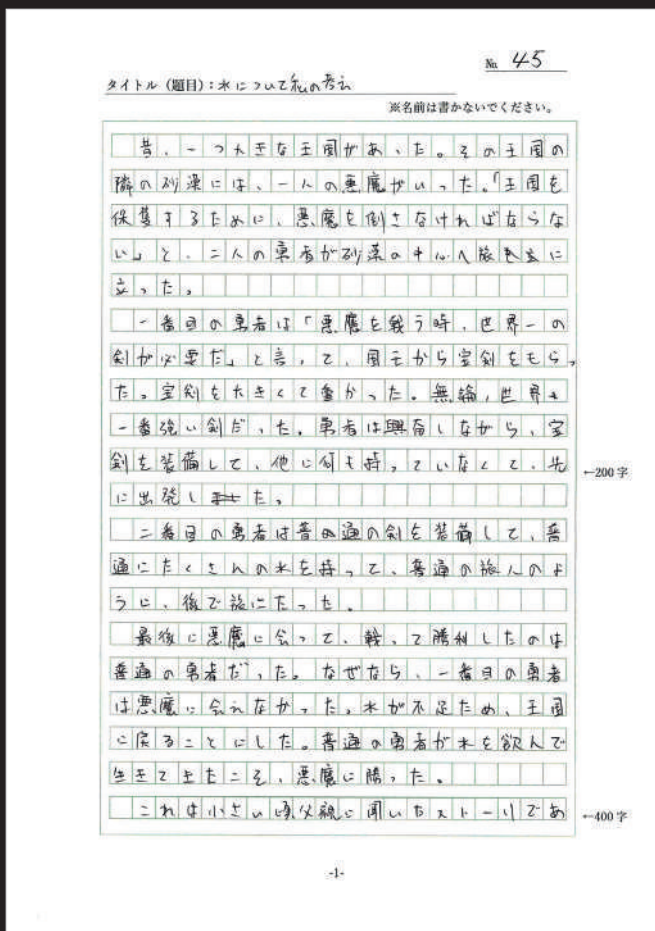 № 45
タイトル（題目）：水について私の考え
※名前は書かないでください。
昔、一つ大きな王国があった。その王国の
隣の砂漠には、一人の悪魔がいった。「王国を
保護するために、悪魔を倒さなければならな
い」と、二人の勇者が砂漠の中心へ旅を立に
立った。
一番目の勇者は「悪魔を戦う時、世界一の
剣が必要だ」と言って、国王から宝剣をもらっ
た。宝剣を大きくて重かった。無論，世界も
一番強い剣だった。勇者は興奮しながら、宝
剣を装備して、他に何も持っていなくて、先
に出発した。
二番目の勇者は普通の剣を装備して、普
通にたくさんの水を持って、普通の旅人のよ
うに、後で旅にたった。
最後に悪魔に会って、戦って勝利したのは
普通の勇者だった。なぜなら、一番目の勇者
は悪魔に会えなかった。水が不足ため、王国
に戻ることにした。普通の勇者が水を飲んで
生きてきたこそ、悪魔に勝った。
これは小さい頃父親に聞いたストーリであ
←200字
←400字
-1-